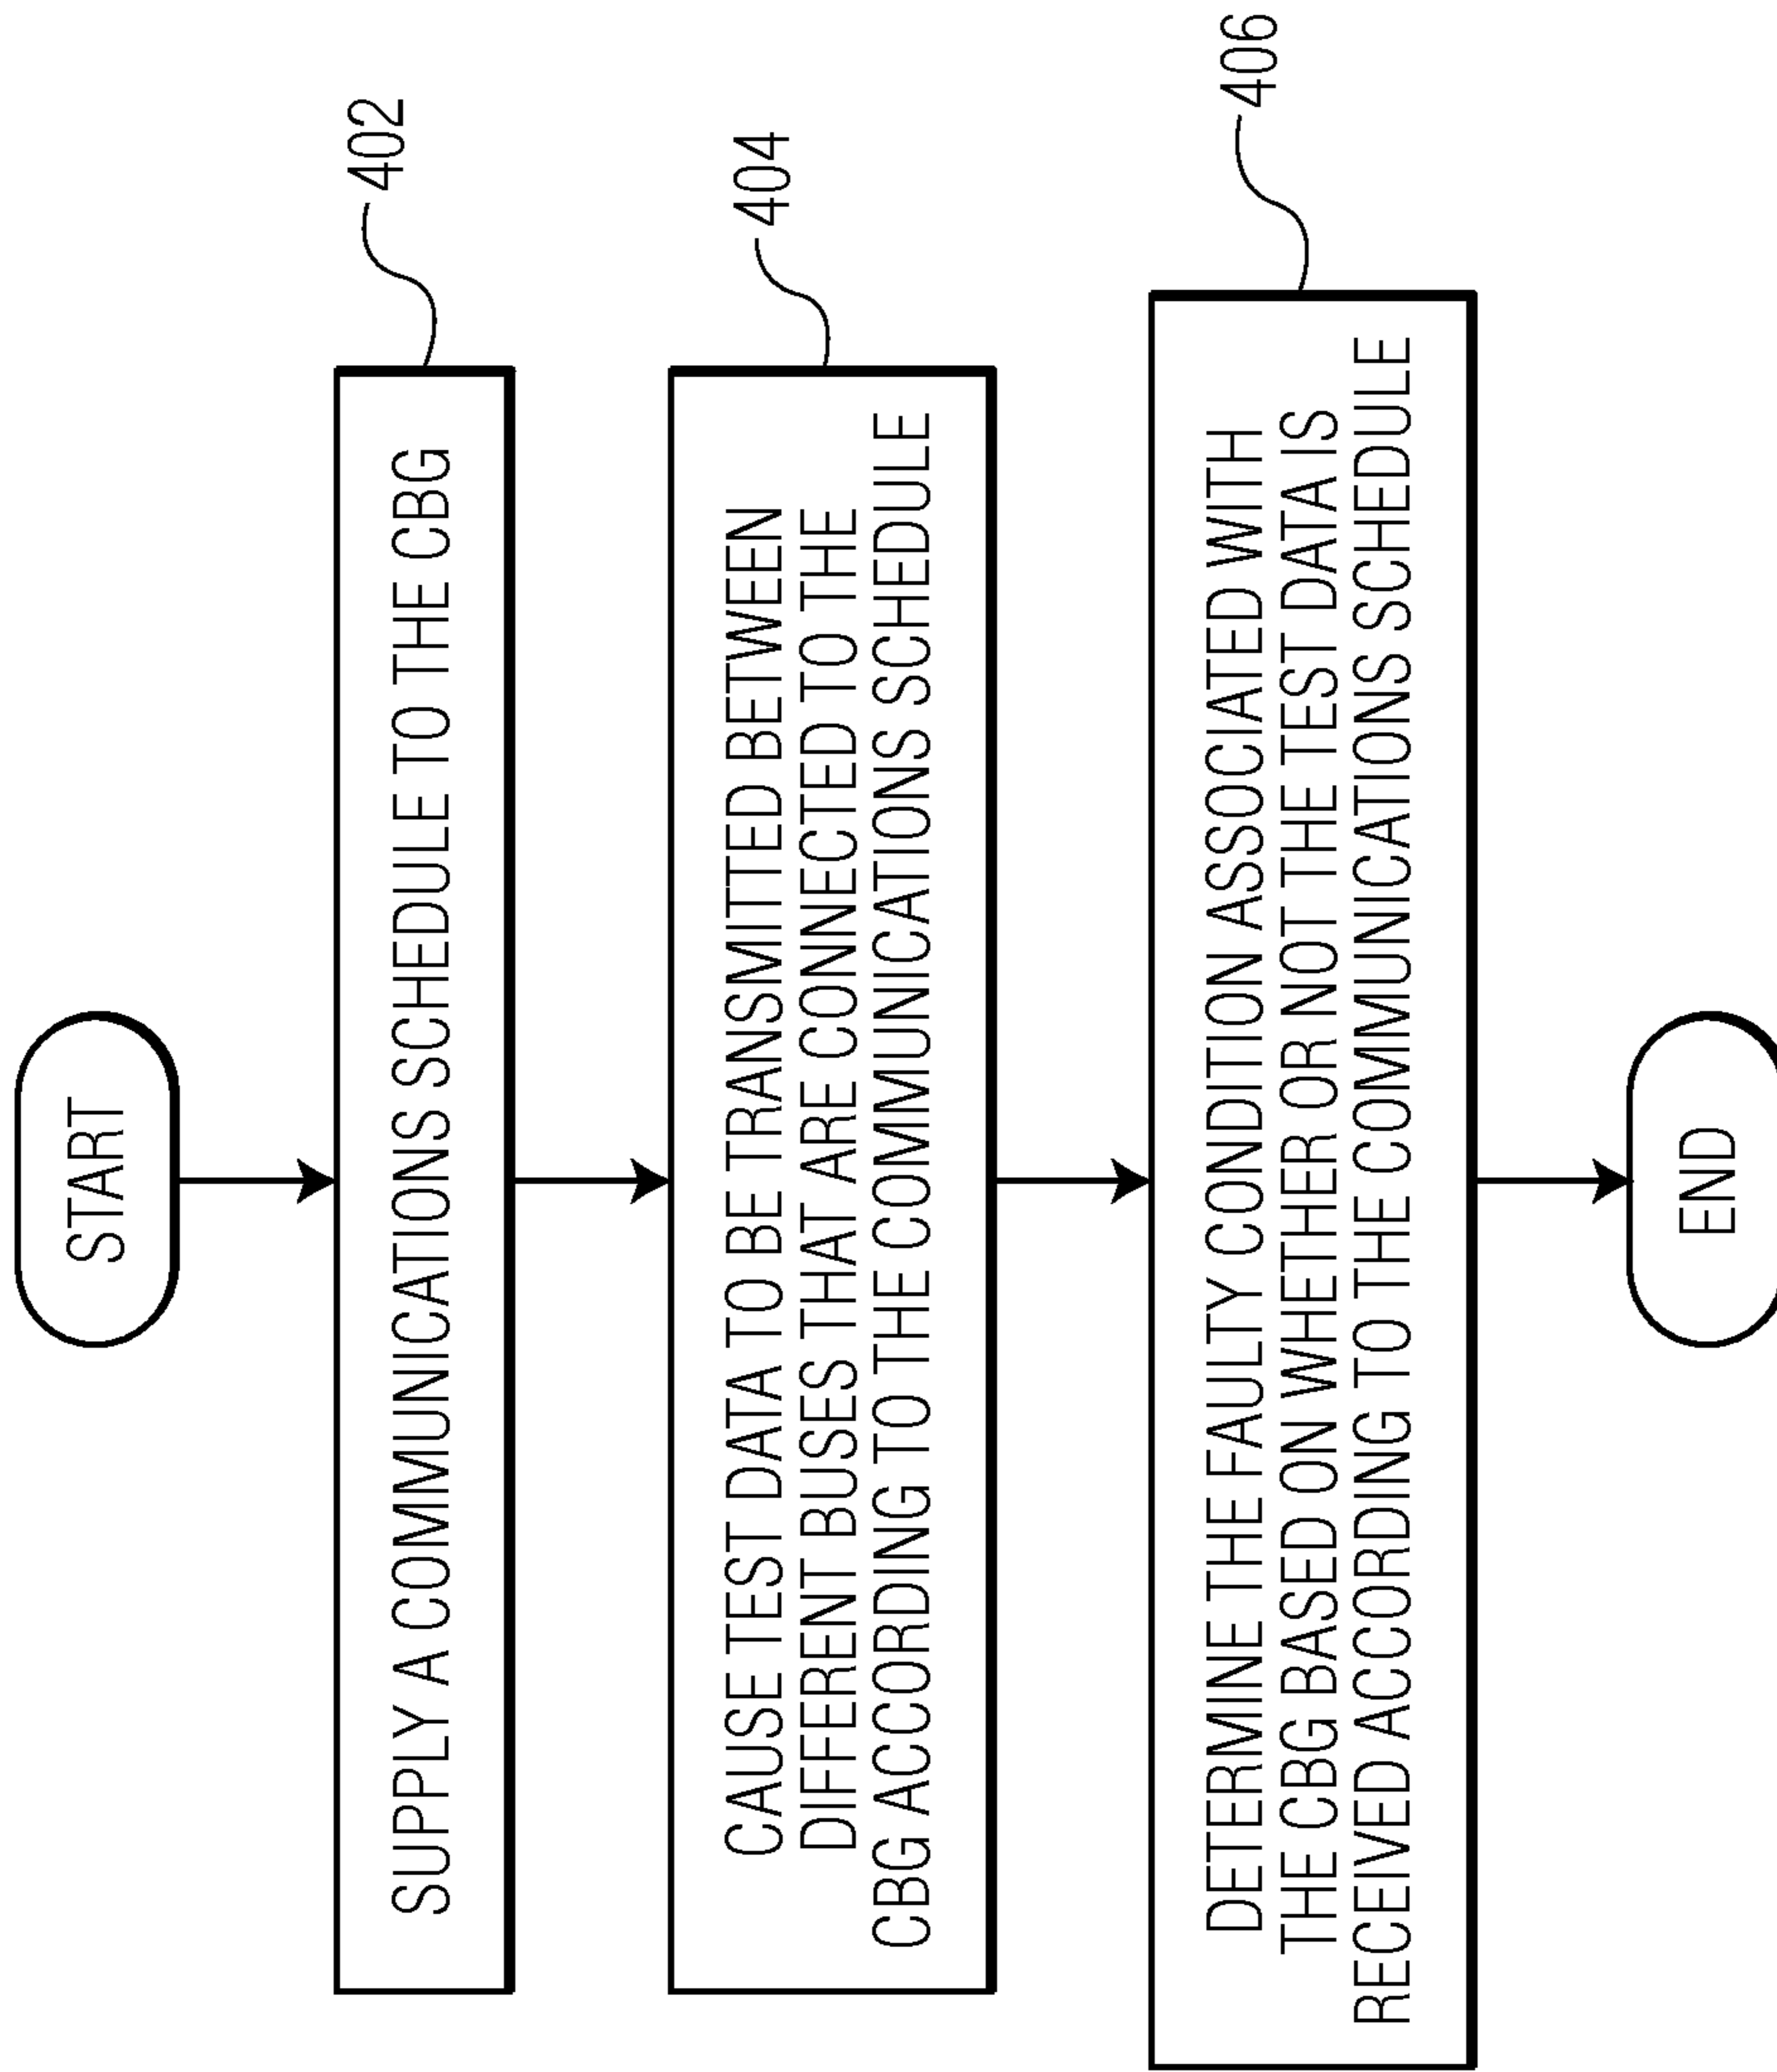 START
402
SUPPLY A COMMUNICATIONS SCHEDULE TO THE CBG
404
CAUSE TEST DATA TO BE TRANSMITTED BETWEEN
DIFFERENT BUSES THAT ARE CONNECTED TO THE
CBG ACCORDING TO THE COMMUNICATIONS SCHEDULE
406
DETERMINE THE FAULTY CONDITION ASSOCIATED WITH
THE CBG BASED ON WHETHER OR NOT THE TEST DATA IS
RECEIVED ACCORDING TO THE COMMUNICATIONS SCHEDULE
END